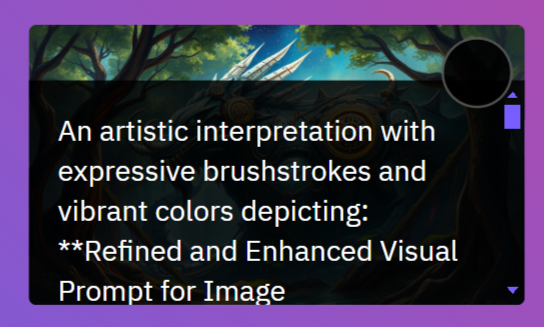 An artistic interpretation with
expressive brushstrokes and
vibrant colors depicting:
**Refined and Enhanced Visual
Prompt for Image